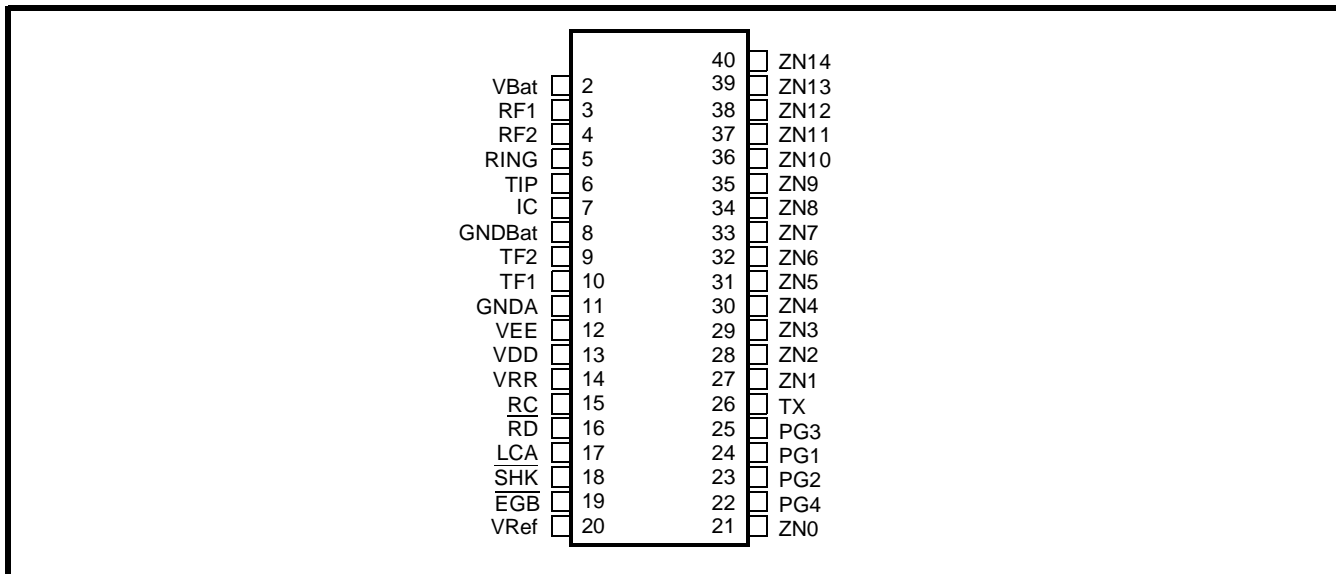 40 ZN14
VBat 2 39 ZN13
RF1 3 38 ZN12
RF2 4 37 ZN11
RING 5 36 ZN10
TIP 6 35 ZN9
IC 7 34 ZN8
GNDBat 8 33 ZN7
TF2 9 32 ZN6
TF1 10 31 ZN5
GNDA 11 30 ZN4
VEE 12 29 ZN3
VDD 13 28 ZN2
VRR 14 27 ZN1
RC 15 26 TX
R̅D̅ 16 25 PG3
LCA 17 24 PG1
S̅H̅K̅ 18 23 PG2
E̅G̅B̅ 19 22 PG4
VRef 20 21 ZN0